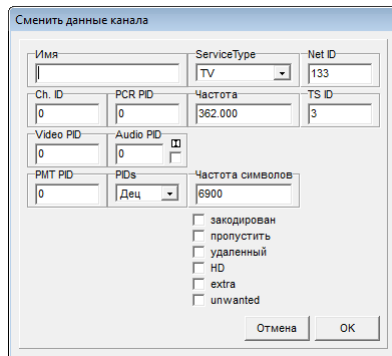 Сменить данные канала
Имя ServiceType Net ID
TV 133
Ch. ID PCR PID Частота TS ID
0 0 362.000 3
Video PID Audio PID
0 0
PMT PID PIDs Частота символов
0 Дец 6900
закодирован
пропустить
удаленный
HD
extra
unwanted
Отмена OK